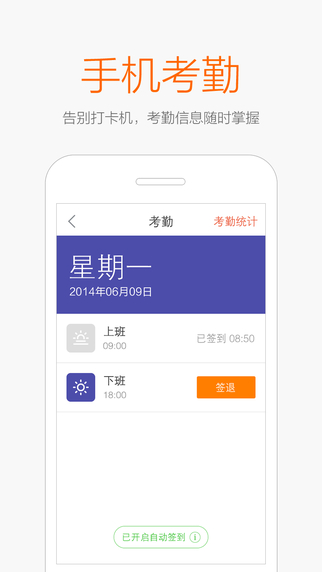 手机考勤
告别打卡机，考勤信息随时掌握
考勤
考勤统计
星期一
2014年06月09日
上班
09:00
已签到 08:50
下班
18:00
签退
已开启自动签到